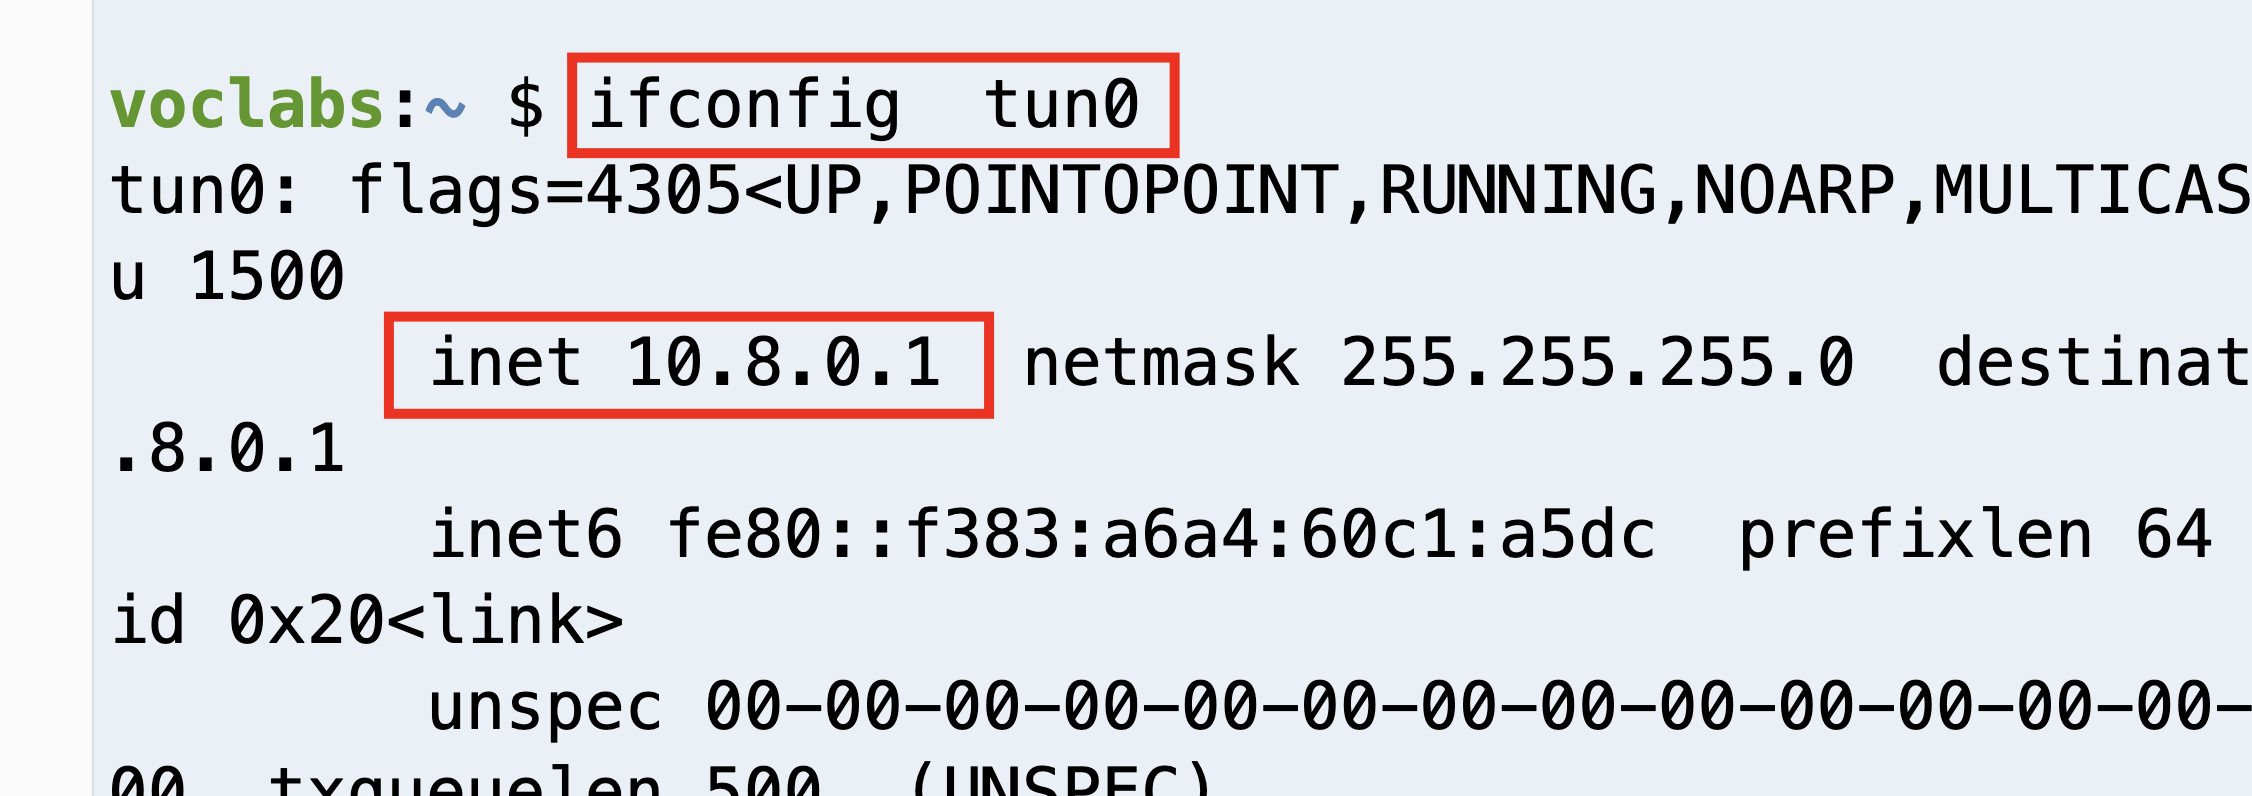 voclabs:~ $ ifconfig  tun0
tun0: flags=4305<UP,POINTOPOINT,RUNNING,NOARP,MULTICAS
u 1500
        inet 10.8.0.1  netmask 255.255.255.0  destinat
.8.0.1
        inet6 fe80::f383:a6a4:60c1:a5dc  prefixlen 64
id 0x20<link>
        unspec 00-00-00-00-00-00-00-00-00-00-00-00-00-
00  txqueuelen 500  (UNSPEC)